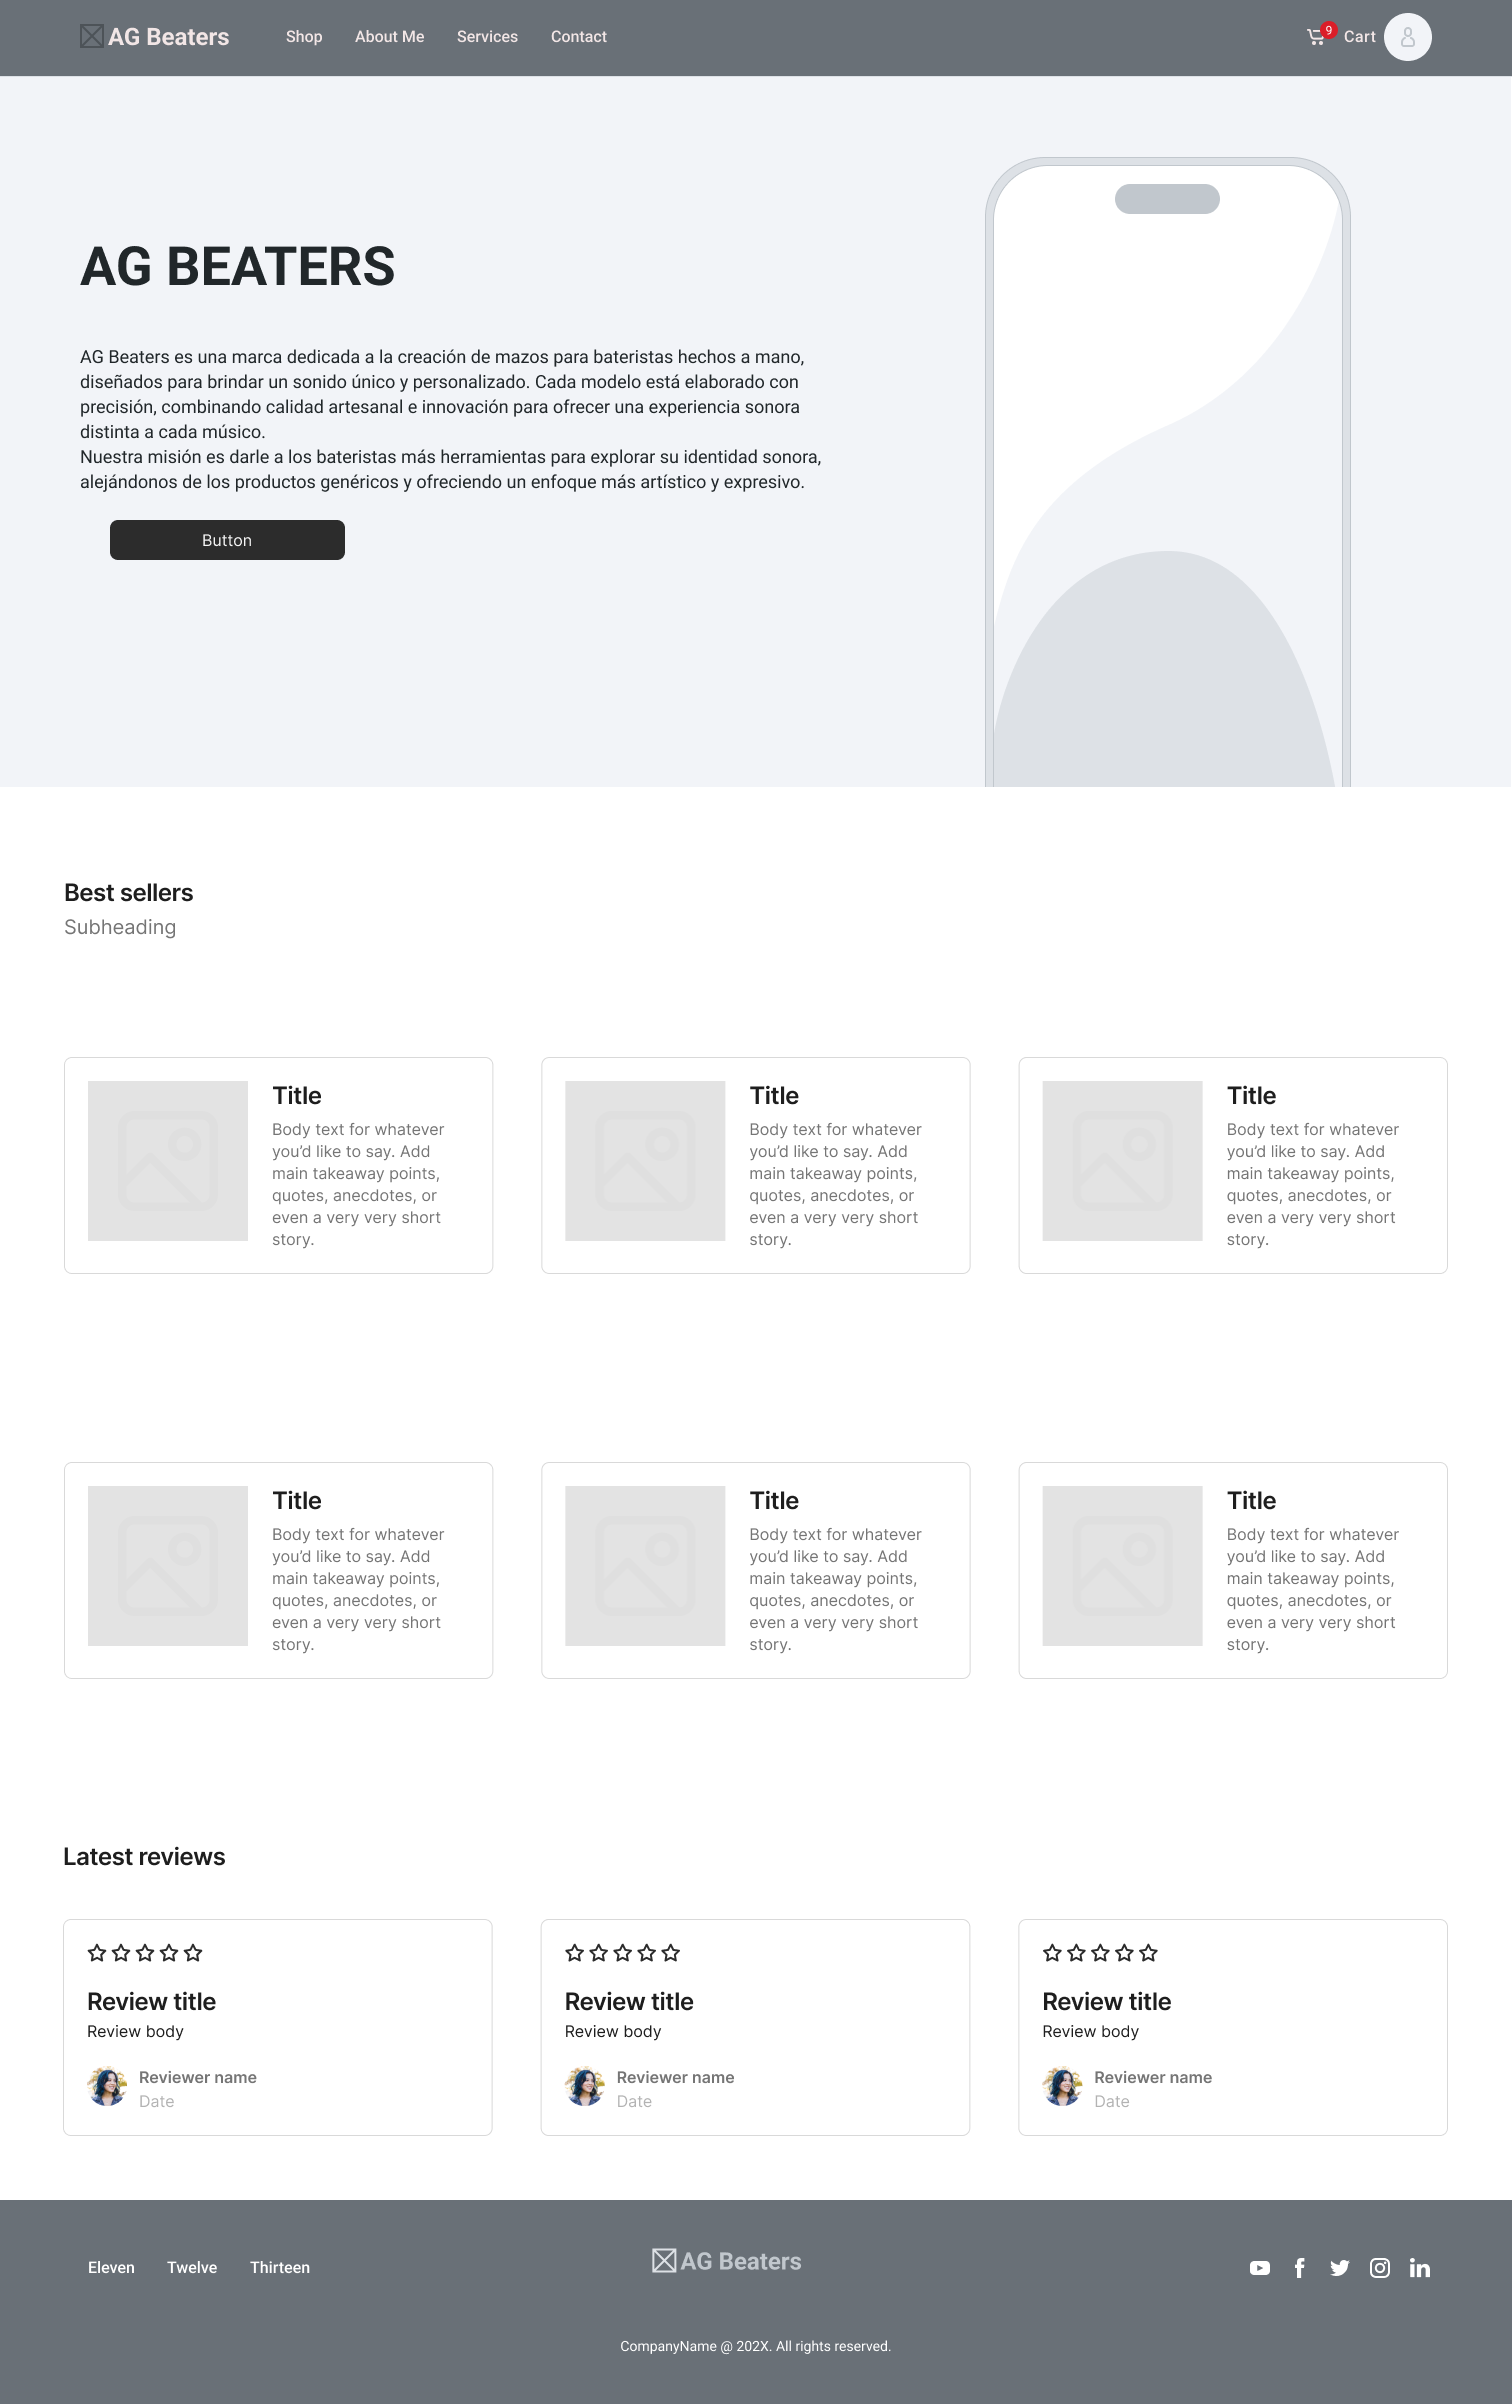 AG Beaters
Shop About Me Services Contact
9 Cart
AG BEATERS
AG Beaters es una marca dedicada a la creación de mazos para bateristas hechos a mano,
diseñados para brindar un sonido único y personalizado. Cada modelo está elaborado con
precisión, combinando calidad artesanal e innovación para ofrecer una experiencia sonora
distinta a cada músico.
Nuestra misión es darle a los bateristas más herramientas para explorar su identidad sonora,
alejándonos de los productos genéricos y ofreciendo un enfoque más artístico y expresivo.
Button
Best sellers
Subheading
Title
Body text for whatever
you’d like to say. Add
main takeaway points,
quotes, anecdotes, or
even a very very short
story.
Title
Body text for whatever
you’d like to say. Add
main takeaway points,
quotes, anecdotes, or
even a very very short
story.
Title
Body text for whatever
you’d like to say. Add
main takeaway points,
quotes, anecdotes, or
even a very very short
story.
Title
Body text for whatever
you’d like to say. Add
main takeaway points,
quotes, anecdotes, or
even a very very short
story.
Title
Body text for whatever
you’d like to say. Add
main takeaway points,
quotes, anecdotes, or
even a very very short
story.
Title
Body text for whatever
you’d like to say. Add
main takeaway points,
quotes, anecdotes, or
even a very very short
story.
Latest reviews
Review title
Review body
Reviewer name
Date
Review title
Review body
Reviewer name
Date
Review title
Review body
Reviewer name
Date
Eleven Twelve Thirteen
AG Beaters
CompanyName @ 202X. All rights reserved.